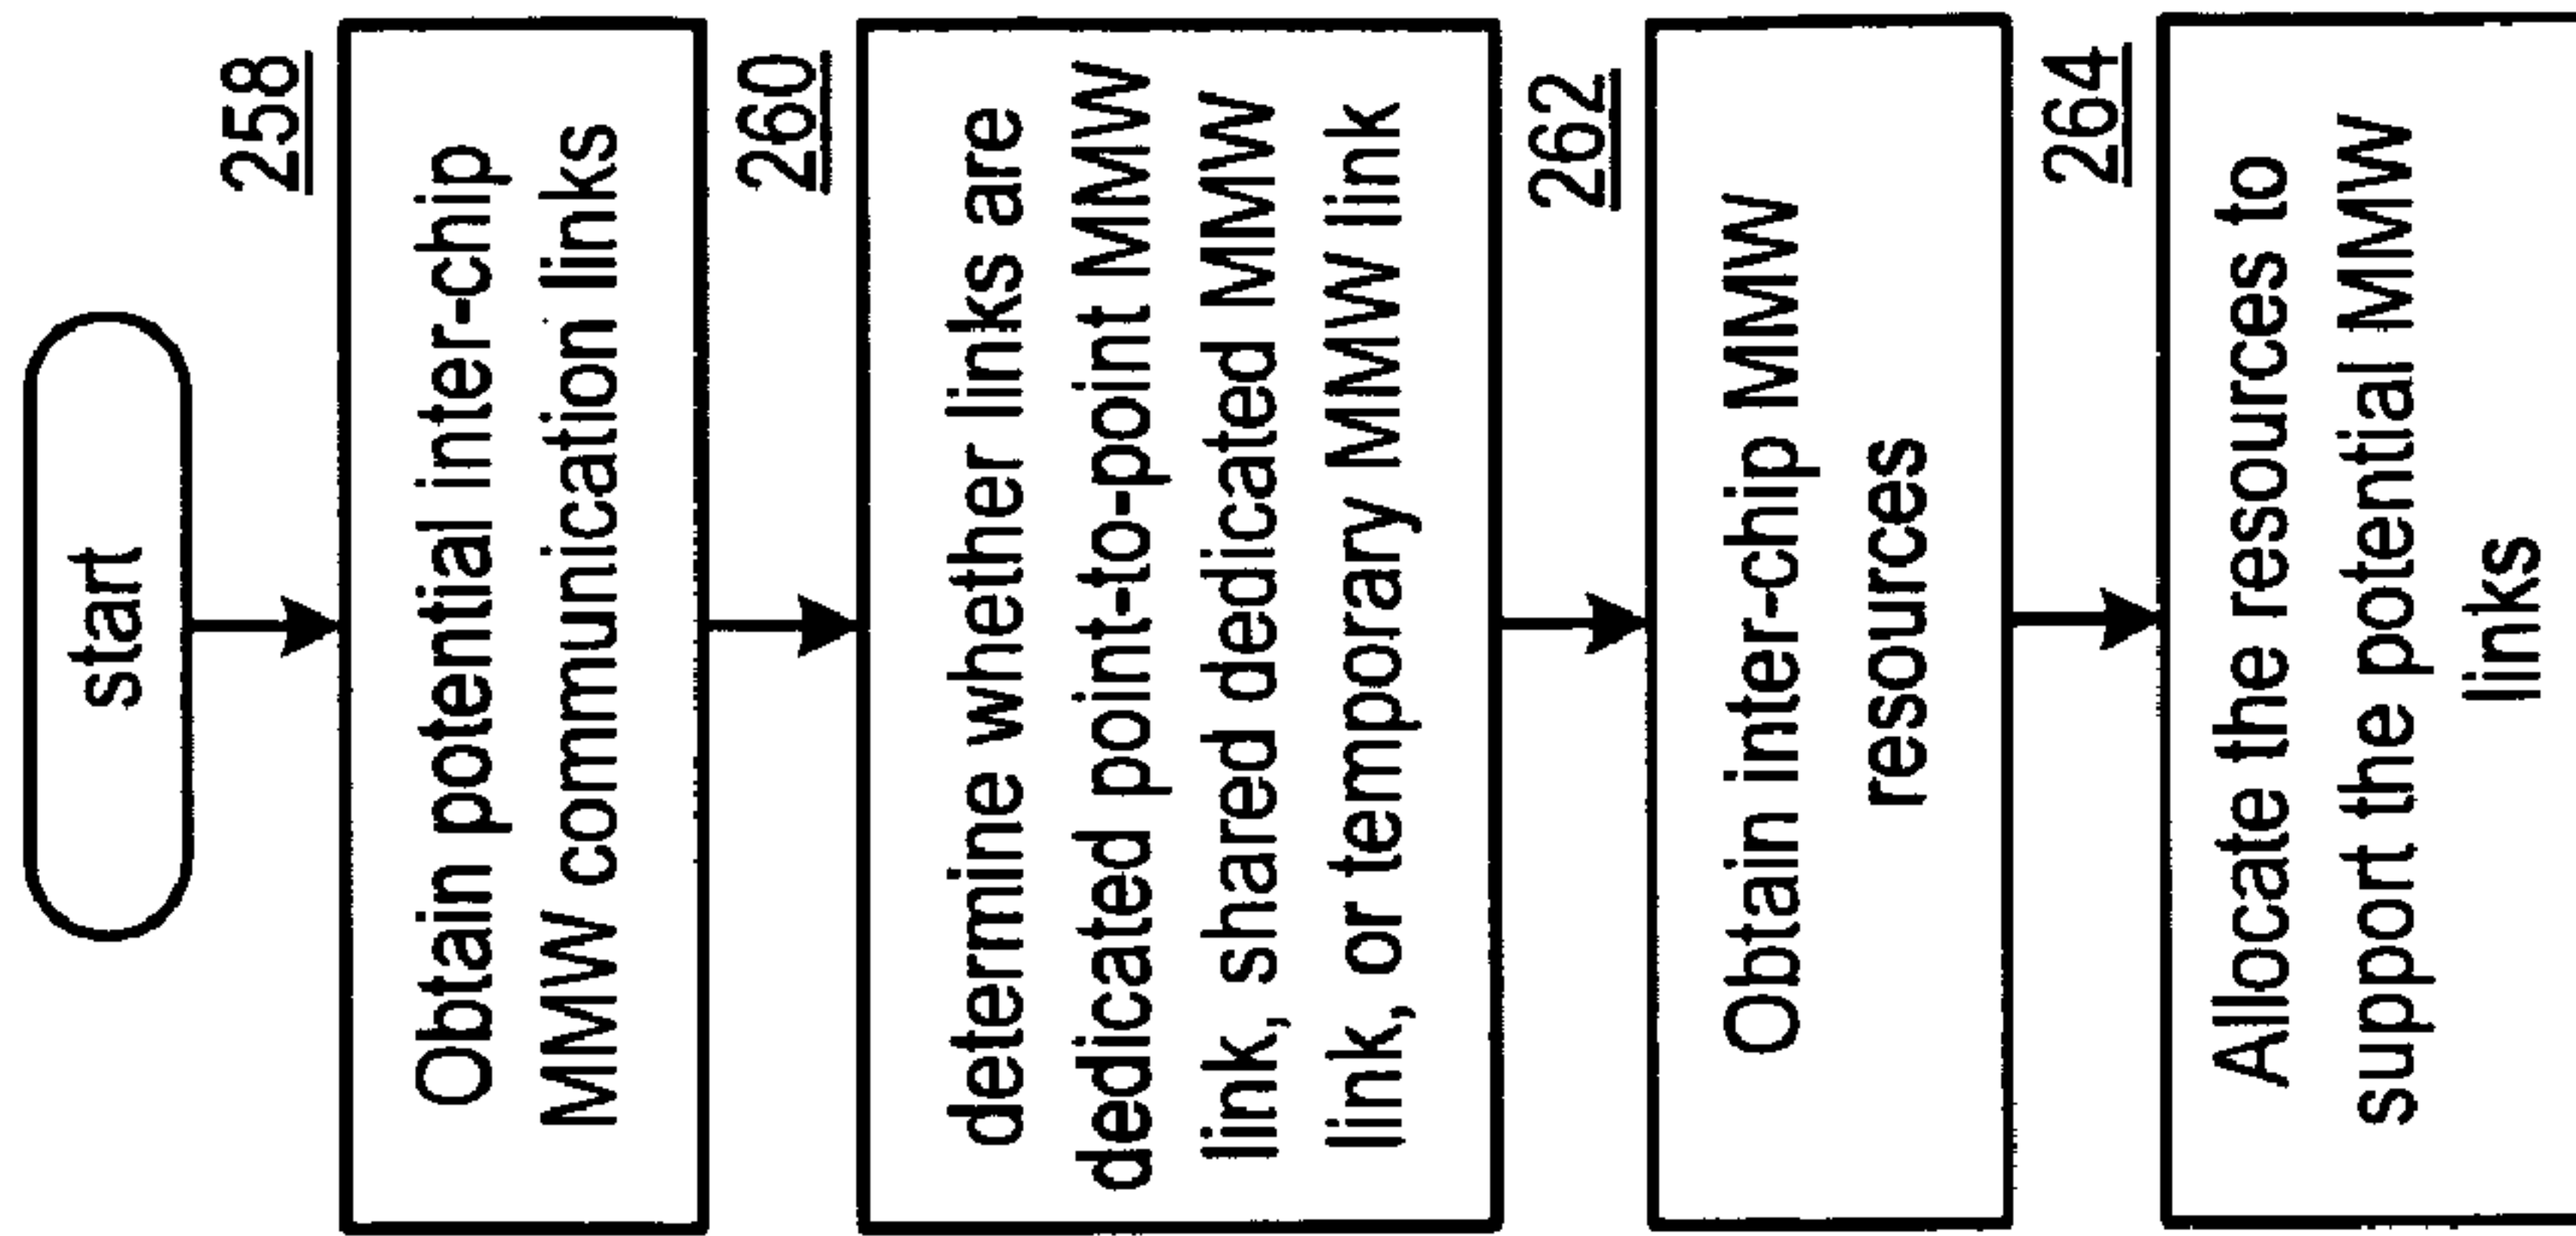 start
258
Obtain potential inter-chip
MMW communication links
260
determine whether links are
dedicated point-to-point MMW
link, shared dedicated MMW
link, or temporary MMW link
262
Obtain inter-chip MMW
resources
264
Allocate the resources to
support the potential MMW
links